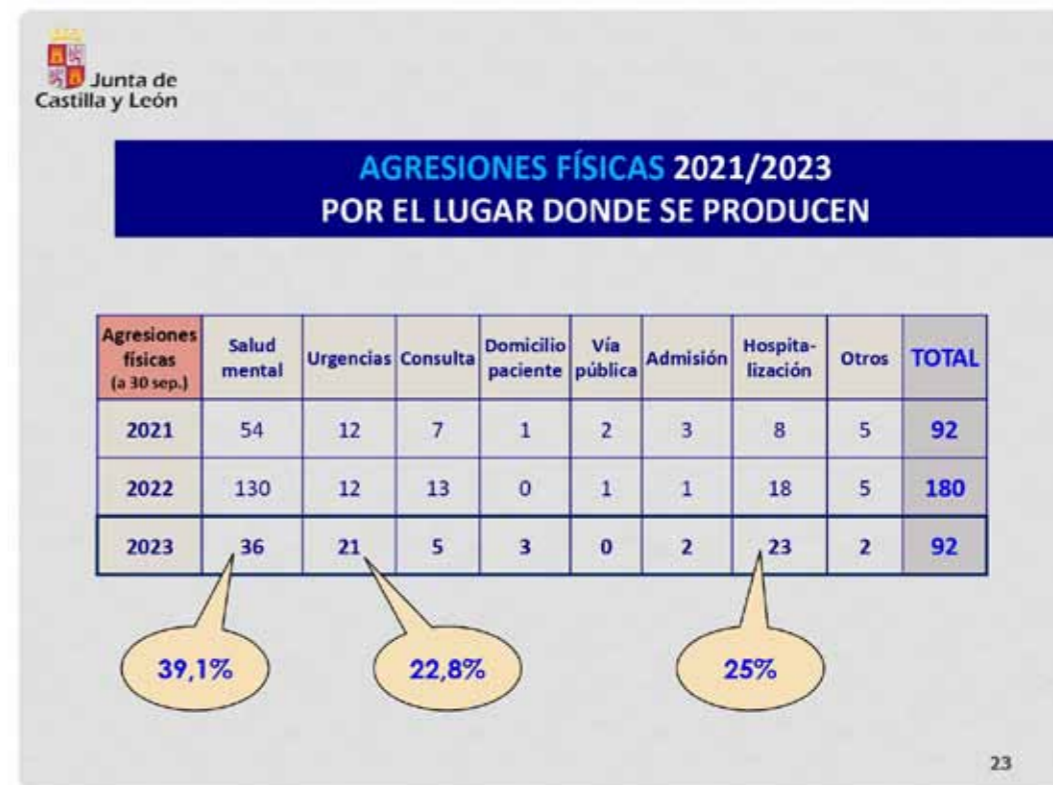 Junta de
Castilla y León
AGRESIONES FÍSICAS 2021/2023
POR EL LUGAR DONDE SE PRODUCEN
Agresiones físicas (a 30 sep.) Salud mental Urgencias Consulta Domicilio paciente Vía pública Admisión Hospita-lización Otros TOTAL
2021 54 12 7 1 2 3 8 5 92
2022 130 12 13 0 1 1 18 5 180
2023 36 21 5 3 0 2 23 2 92
39,1% 22,8% 25%
23